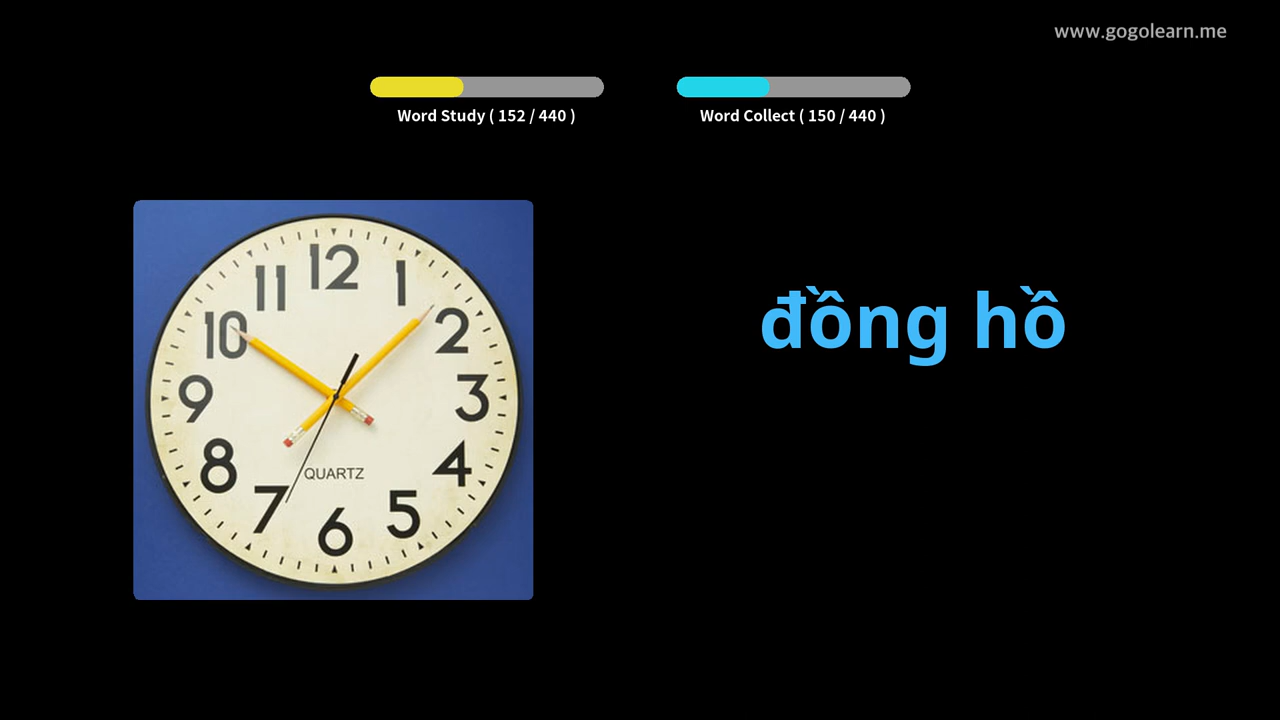 www.gogolearn.me
Word Study ( 152 / 440 )
Word Collect ( 150 / 440 )
12
11
1
10
2
9
3
8
4
7
5
6
QUARTZ
đồng hồ